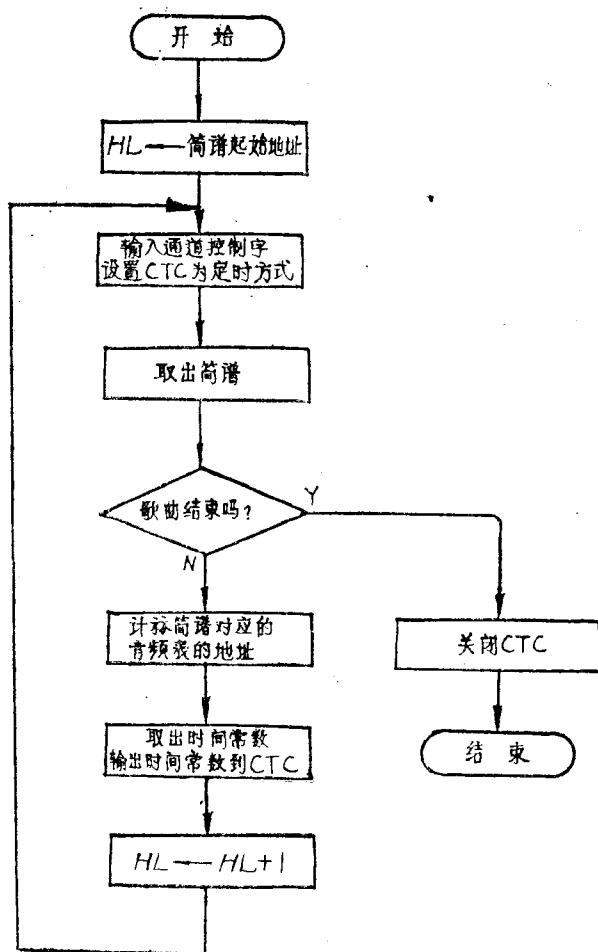 开始
HL←简谱起始地址
输入通道控制字
设置CTC为定时方式
取出简谱
歌曲结束吗?
Y
N
计祘简谱对应的
音频表的地址
关闭CTC
取出时间常数
输出时间常数到CTC
结束
HL←HL+1